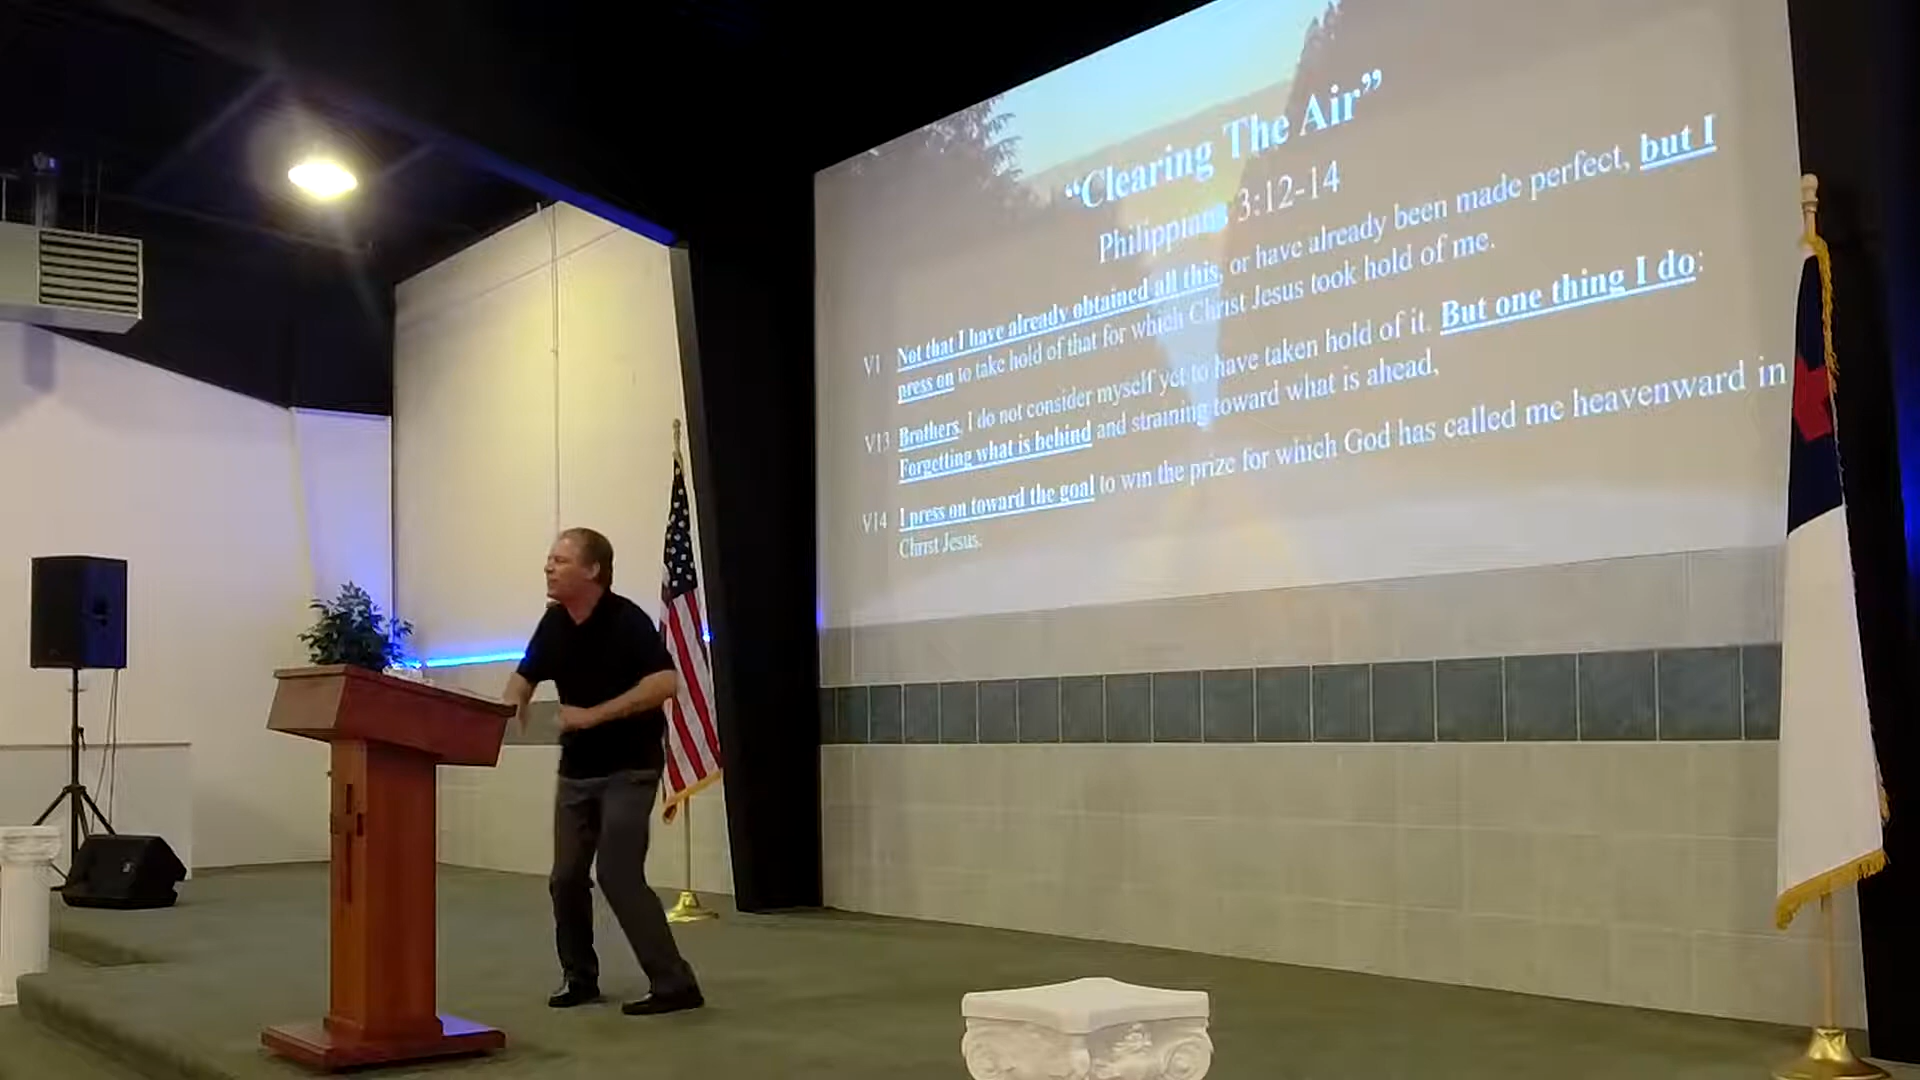 “Clearing The Air”
Philippians 3:12-14
V1 Not that I have already obtained all this, or have already been made perfect, but I
press on to take hold of that for which Christ Jesus took hold of me.
V13 Brothers, I do not consider myself yet to have taken hold of it. But one thing I do:
Forgetting what is behind and straining toward what is ahead,
V14 I press on toward the goal to win the prize for which God has called me heavenward in
Christ Jesus.